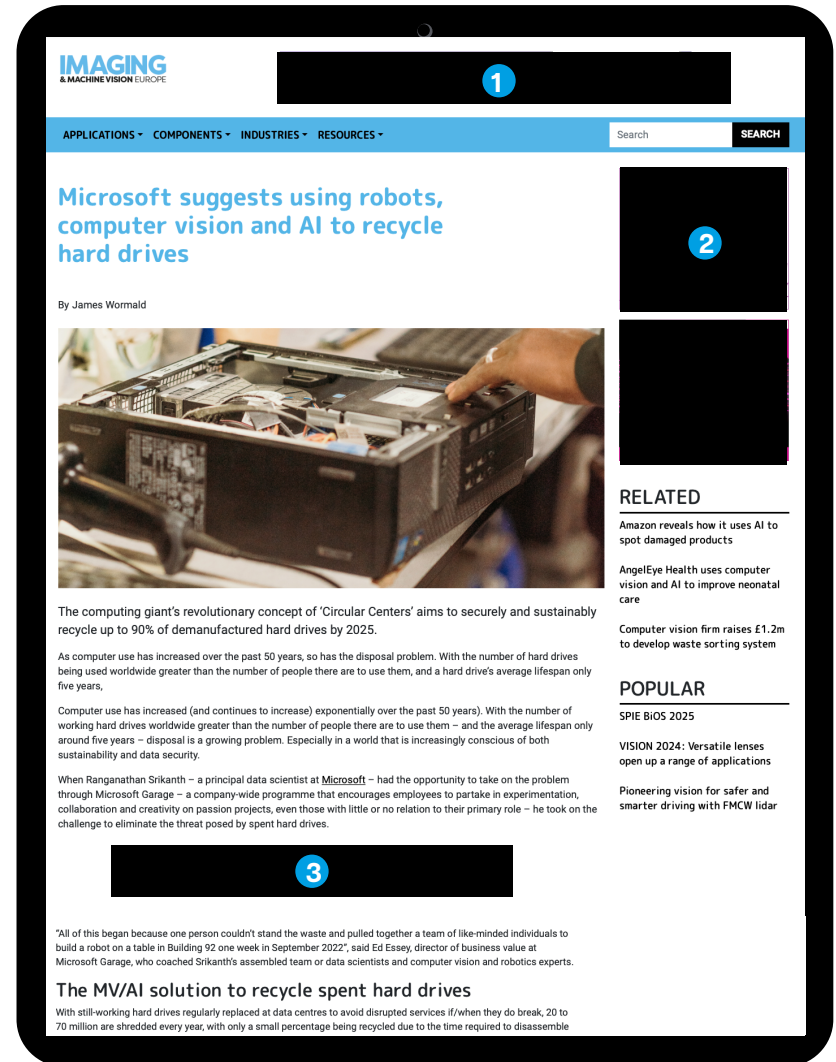 IMAGING
& MACHINE VISION EUROPE
1
APPLICATIONS
COMPONENTS
INDUSTRIES
RESOURCES
Search
SEARCH
Microsoft suggests using robots,
computer vision and AI to recycle
hard drives
By James Wormald
2
The computing giant's revolutionary concept of 'Circular Centers' aims to securely and sustainably
recycle up to 90% of demanufactured hard drives by 2025.
As computer use has increased over the past 50 years, so has the disposal problem. With the number of hard drives
being used worldwide greater than the number of people there are to use them, and a hard drive's average lifespan only
five years,
Computer use has increased (and continues to increase) exponentially over the past 50 years). With the number of
working hard drives worldwide greater than the number of people there are to use them – and the average lifespan only
around five years – disposal is a growing problem. Especially in a world that is increasingly conscious of both
sustainability and data security.
When Ranganathan Srikanth – a principal data scientist at Microsoft – had the opportunity to take on the problem
through Microsoft Garage – a company-wide programme that encourages employees to partake in experimentation,
collaboration and creativity on passion projects, even those with little or no relation to their primary role – he took on the
challenge to eliminate the threat posed by spent hard drives.
3
"All of this began because one person couldn't stand the waste and pulled together a team of like-minded individuals to
build a robot on a table in Building 92 one week in September 2022", said Ed Essey, director of business value at
Microsoft Garage, who coached Srikanth's assembled team or data scientists and computer vision and robotics experts.
The MV/AI solution to recycle spent hard drives
With still-working hard drives regularly replaced at data centres to avoid disrupted services if/when they do break, 20 to
70 million are shredded every year, with only a small percentage being recycled due to the time required to disassemble
RELATED
Amazon reveals how it uses AI to
spot damaged products
AngelEye Health uses computer
vision and AI to improve neonatal
care
Computer vision firm raises £1.2m
to develop waste sorting system
POPULAR
SPIE BiOS 2025
VISION 2024: Versatile lenses
open up a range of applications
Pioneering vision for safer and
smarter driving with FMCW lidar